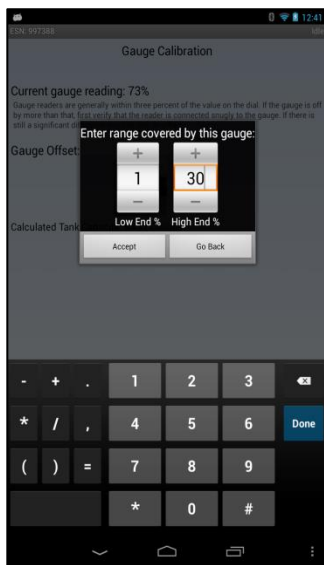 12:41
ESN: 997388
Idle
Gauge Calibration
Current gauge reading: 73%
Gauge readers are generally within three percent of the value on the dial. If the gauge is off
by more than that, first verify that the reader is connected snugly to the gauge. If there is
still a significant
Enter range covered by this gauge:
Gauge Offset:
+ +
1 30
− −
Low End % High End %
Calculated Tank
Accept Go Back
- + . 1 2 3
* / , 4 5 6 Done
( ) = 7 8 9
* 0 #